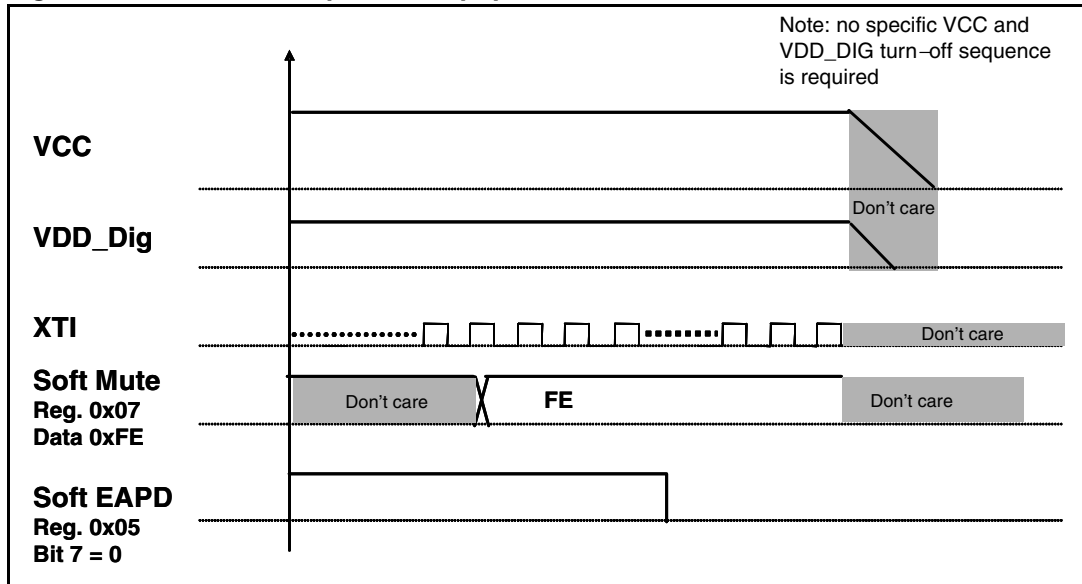 Note: no specific VCC and
VDD_DIG turn–off sequence
is required
VCC
Don't care
VDD_Dig
XTI
Don't care
Soft Mute
Reg. 0x07
Data 0xFE
Don't care
FE
Don't care
Soft EAPD
Reg. 0x05
Bit 7 = 0